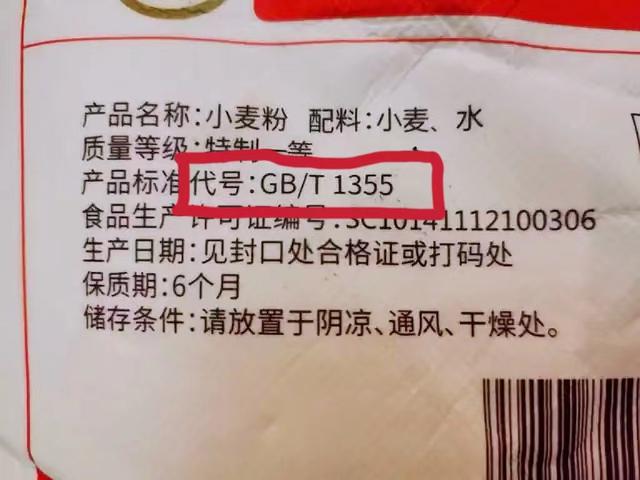 产品名称：小麦粉 配料：小麦、水
质量等级：特制一等
产品标准代号：GB/T 1355
食品生产许可证编号：SC10141112100306
生产日期：见封口处合格证或打码处
保质期：6个月
储存条件：请放置于阴凉、通风、干燥处。